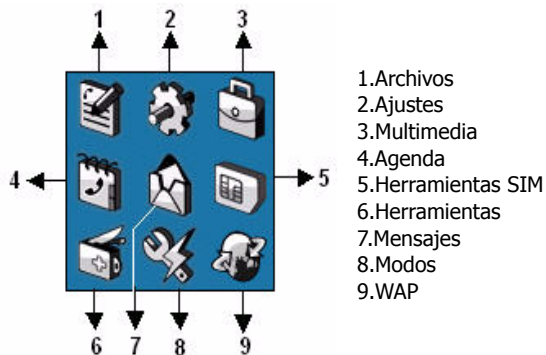 1 2 3
4 5
6 7 8 9
1.Archivos
2.Ajustes
3.Multimedia
4.Agenda
5.Herramientas SIM
6.Herramientas
7.Mensajes
8.Modos
9.WAP